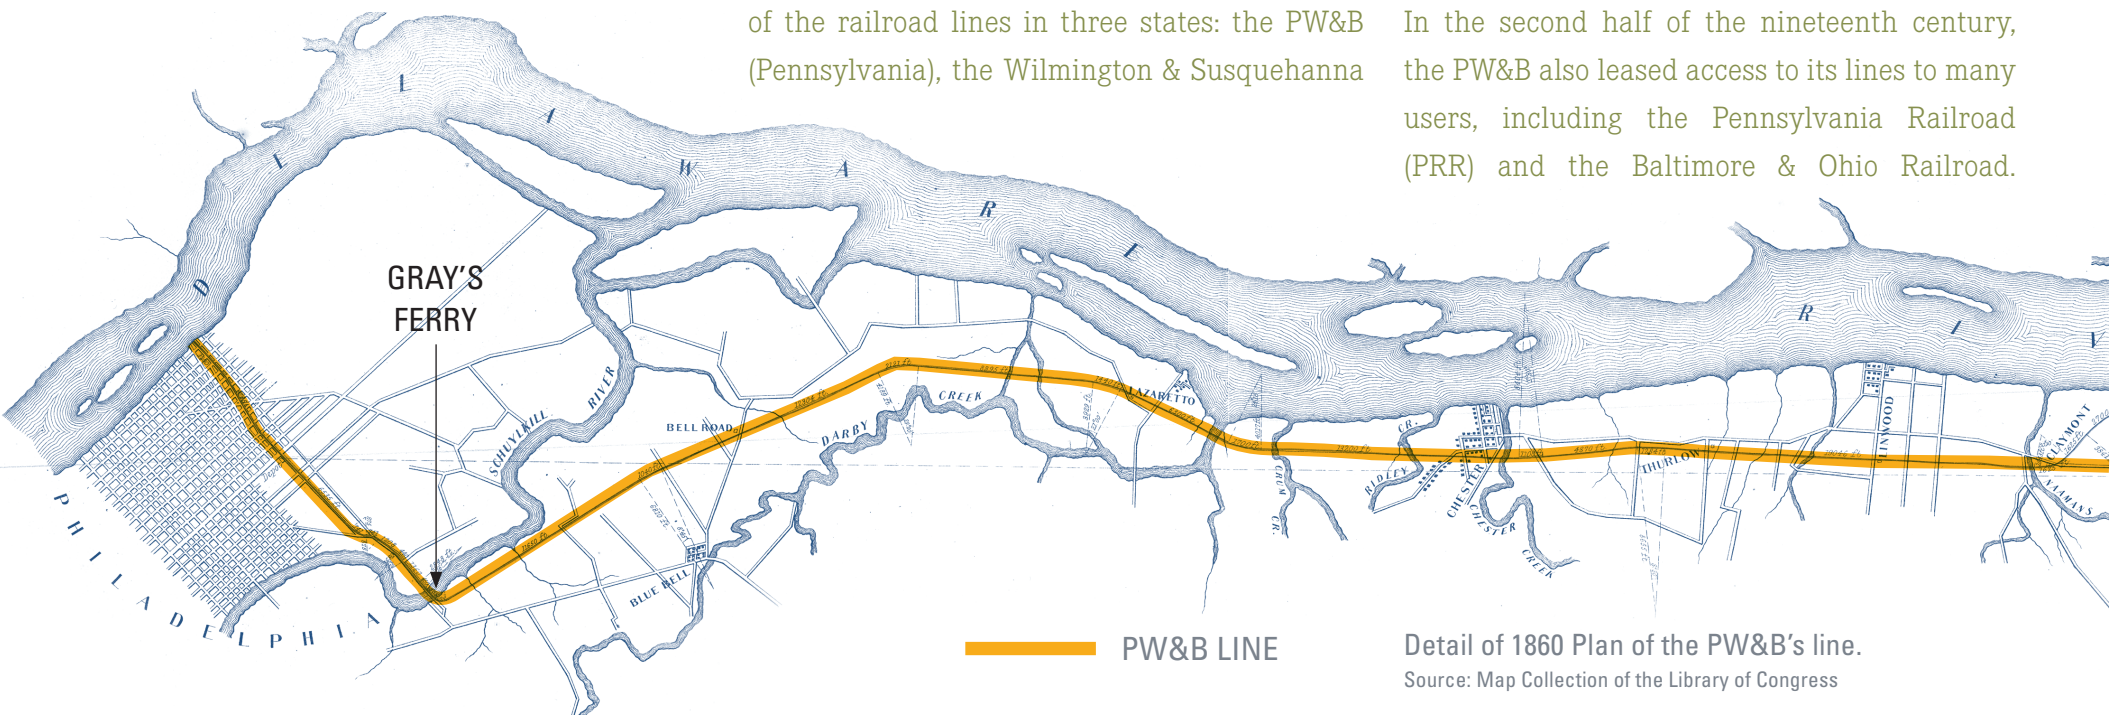 of the railroad lines in three states: the PW&B
(Pennsylvania), the Wilmington & Susquehanna
In the second half of the nineteenth century,
the PW&B also leased access to its lines to many
users, including the Pennsylvania Railroad
(PRR) and the Baltimore & Ohio Railroad.
DELAWARE RIV
GRAY'S
FERRY
SCHUYLKILL RIVER
BELL ROAD
DARBY CREEK
LAZARETTO
BLUE BELL
CRUM CR.
RIDLEY CR.
CHESTER
CHESTER CREEK
THURLOW
LINWOOD
CLAYMONT
NAAMANS
PHILADELPHIA
PW&B LINE
Detail of 1860 Plan of the PW&B's line.
Source: Map Collection of the Library of Congress